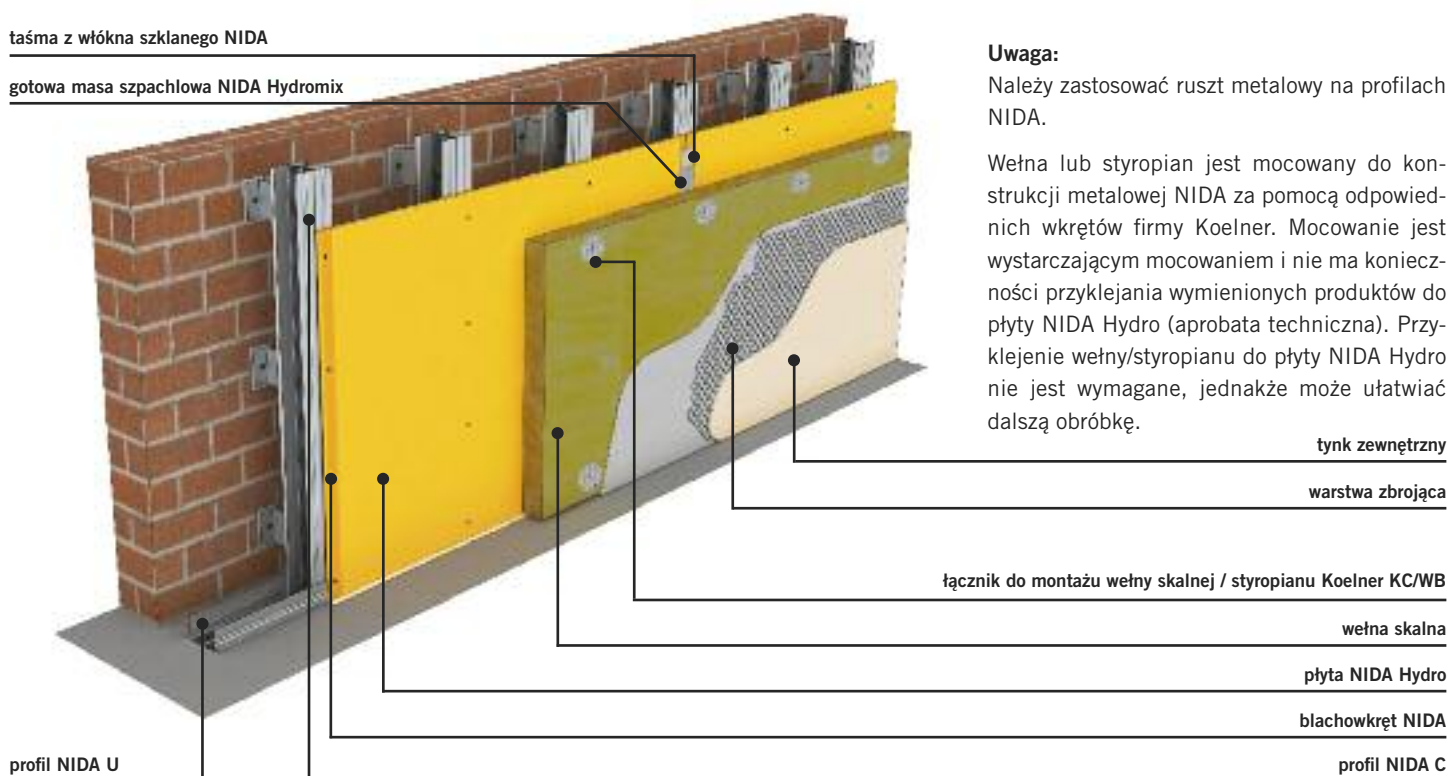 taśma z włókna szklanego NIDA
gotowa masa szpachlowa NIDA Hydromix
Uwaga:
Należy zastosować ruszt metalowy na profilach
NIDA.
Wełna lub styropian jest mocowany do kon-
strukcji metalowej NIDA za pomocą odpowied-
nich wkrętów firmy Koelner. Mocowanie jest
wystarczającym mocowaniem i nie ma koniecz-
ności przyklejania wymienionych produktów do
płyty NIDA Hydro (aprobata techniczna). Przy-
klejenie wełny/styropianu do płyty NIDA Hydro
nie jest wymagane, jednakże może ułatwiać
dalszą obróbkę.
tynk zewnętrzny
warstwa zbrojąca
łącznik do montażu wełny skalnej / styropianu Koelner KC/WB
wełna skalna
płyta NIDA Hydro
blachowkręt NIDA
profil NIDA U
profil NIDA C